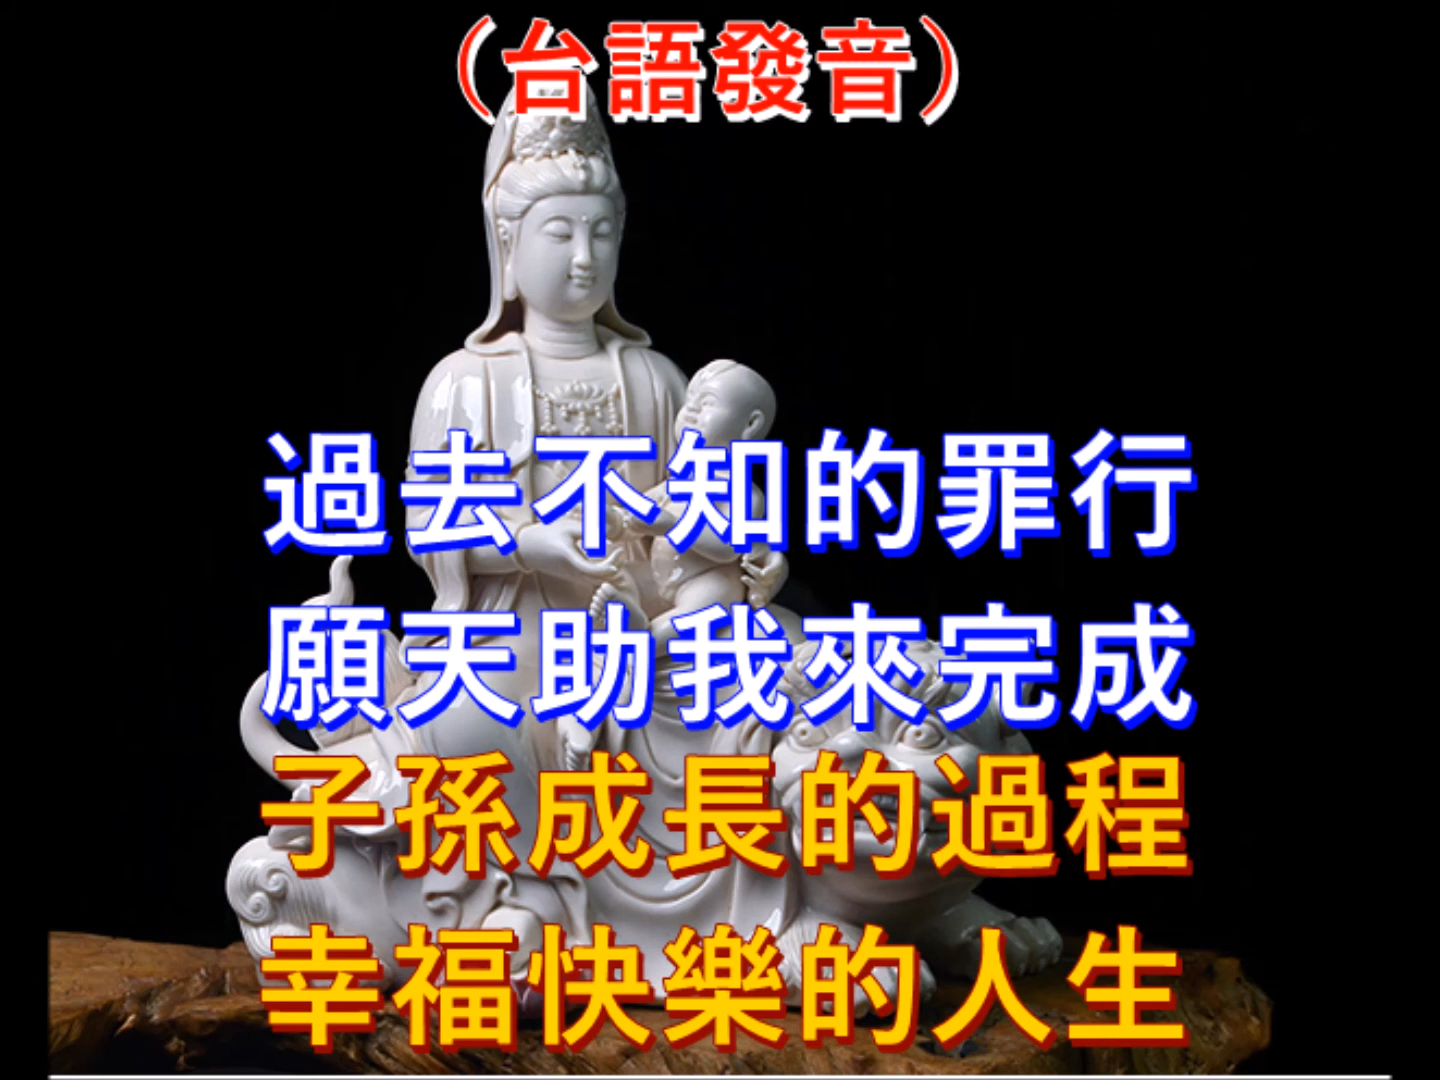 （台語發音）
過去不知的罪行
願天助我來完成
子孫成長的過程
幸福快樂的人生